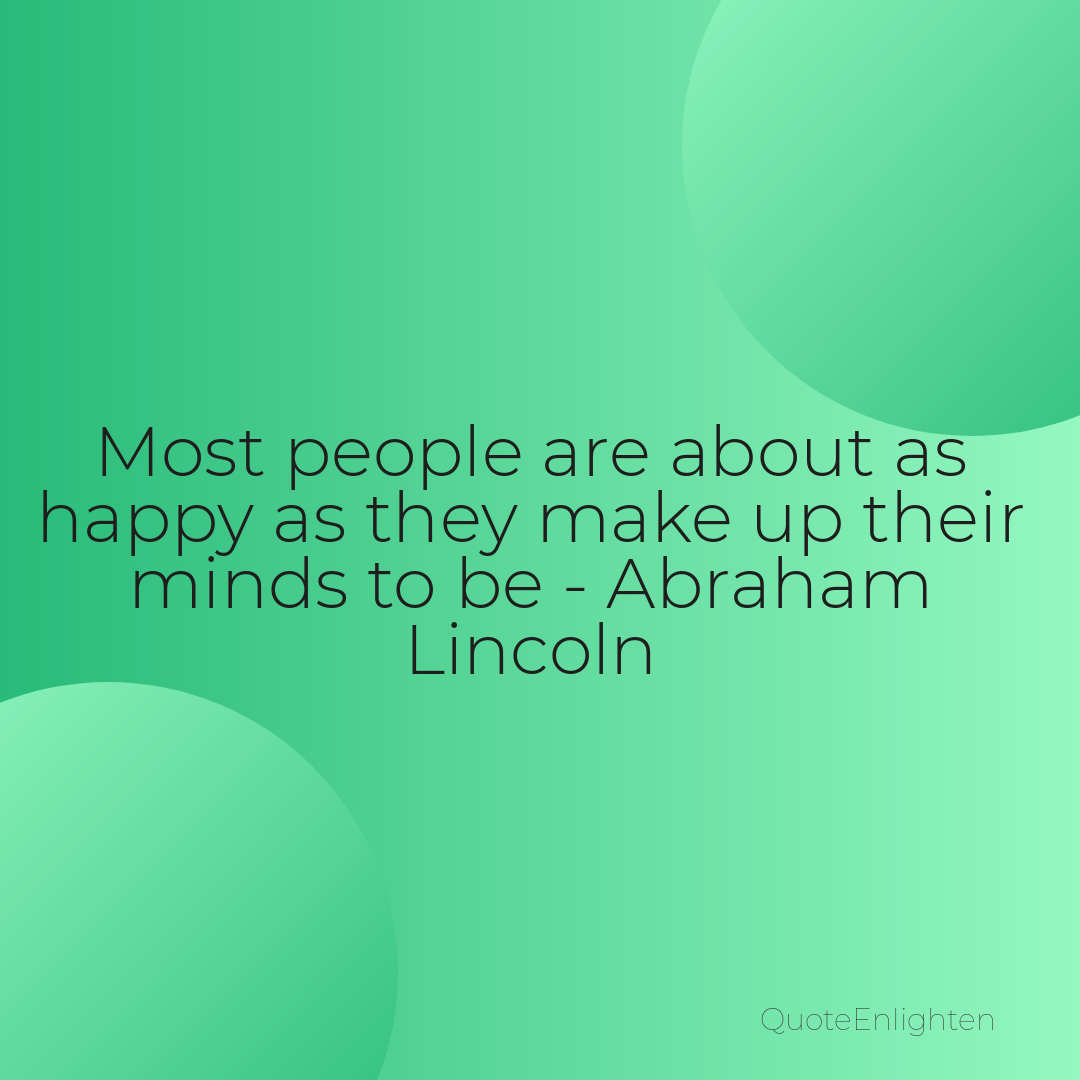 Most people are about as
happy as they make up their
minds to be - Abraham
Lincoln
QuoteEnlighten